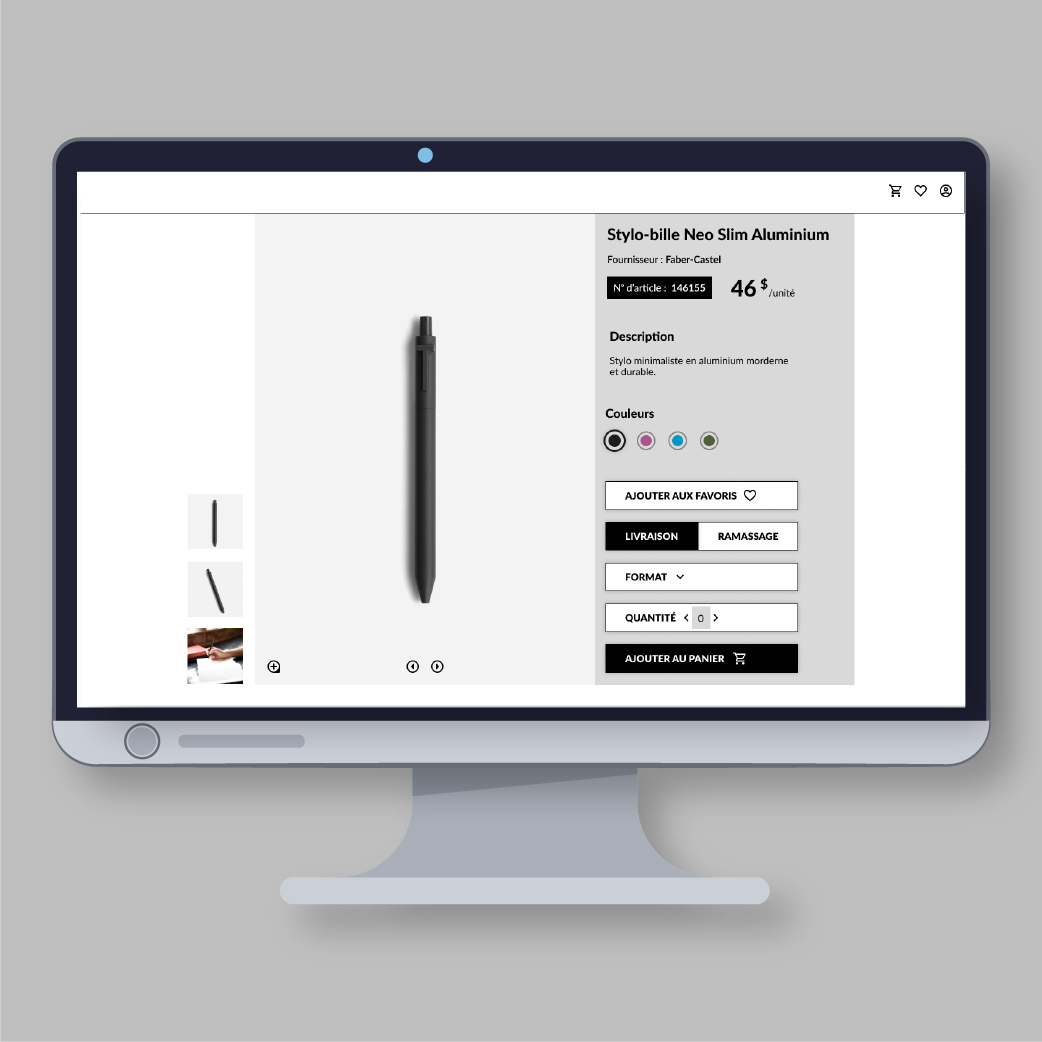 Stylo-bille Neo Slim Aluminium
Fournisseur : Faber-Castel
N° d'article : 146155
46 $ /unité
Description
Stylo minimaliste en aluminium morderne
et durable.
Couleurs
AJOUTER AUX FAVORIS
LIVRAISON RAMASSAGE
FORMAT
QUANTITÉ < 0 >
AJOUTER AU PANIER